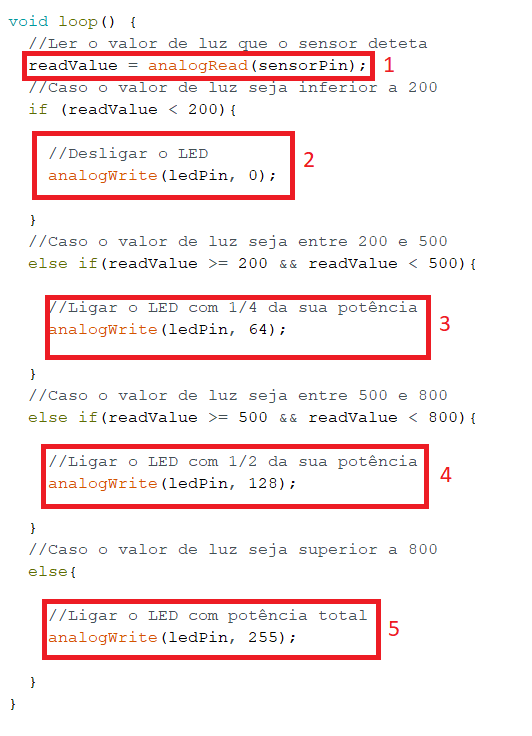 void loop() {
//Ler o valor de luz que o sensor deteta
readValue = analogRead(sensorPin); 1
//Caso o valor de luz seja inferior a 200
if (readValue < 200){
//Desligar o LED
analogWrite(ledPin, 0); 2
}
//Caso o valor de luz seja entre 200 e 500
else if(readValue >= 200 && readValue < 500){
//Ligar o LED com 1/4 da sua potência
analogWrite(ledPin, 64); 3
}
//Caso o valor de luz seja entre 500 e 800
else if(readValue >= 500 && readValue < 800){
//Ligar o LED com 1/2 da sua potência
analogWrite(ledPin, 128); 4
}
//Caso o valor de luz seja superior a 800
else{
//Ligar o LED com potência total
analogWrite(ledPin, 255); 5
}
}